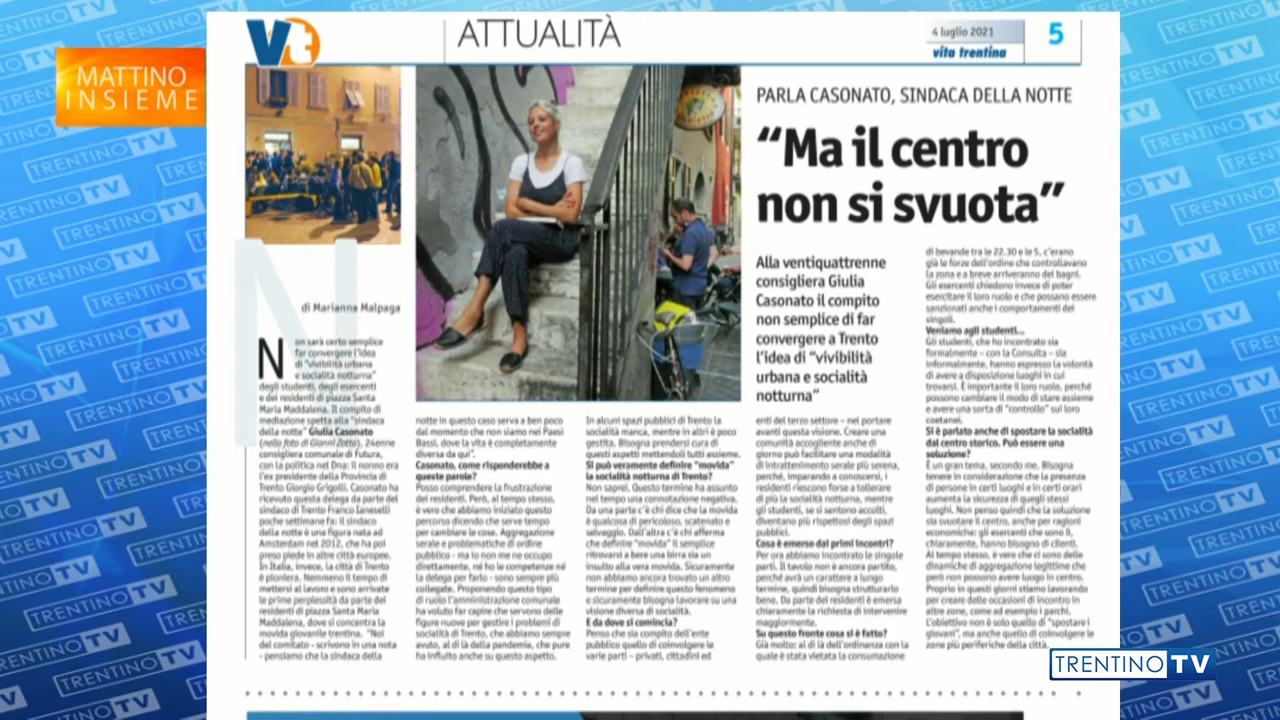 MATTINO
INSIEME
Vt
ATTUALITÀ
4 luglio 2021
vita trentina
5
PARLA CASONATO, SINDACA DELLA NOTTE
“Ma il centro
non si svuota”
Alla ventiquattrenne
consigliera Giulia
Casonato il compito
non semplice di far
convergere a Trento
l’idea di “vivibilità
urbana e socialità
notturna”
di Marianna Malpaga
Non sarà certo semplice
far convergere l’idea
di “vivibilità urbana
e socialità notturna”
degli studenti, degli esercenti
e dei residenti di piazza Santa
Maria Maddalena. Il compito di
mediazione spetta alla “sindaca
della notte” Giulia Casonato
(nella foto di Gianni Zotta), 24enne
consigliera comunale di Futura,
con la politica nel Dna: il nonno era
l’ex presidente della Provincia di
Trento Giorgio Grigolli. Casonato ha
ricevuto questa delega da parte del
sindaco di Trento Franco Ianeselli
poche settimane fa: il sindaco
della notte è una figura nata ad
Amsterdam nel 2012, che ha poi
preso piede in altre città europee.
In Italia, invece, la città di Trento
è pioniera. Nemmeno il tempo di
mettersi al lavoro e sono arrivate
le prime perplessità da parte dei
residenti di piazza Santa Maria
Maddalena, dove si concentra la
movida giovanile trentina. “Noi
del comitato - scrivono in una nota
- pensiamo che la sindaca della
notte in questo caso serva a ben poco
dal momento che non siamo nei Paesi
Bassi, dove la vita è completamente
diversa da qui”.
Casonato, come risponderebbe a
queste parole?
Posso comprendere la frustrazione
dei residenti. Però, al tempo stesso,
è vero che abbiamo iniziato questo
percorso dicendo che serve tempo
per cambiare le cose. Aggregazione
serale e problematiche di ordine
pubblico - ma io non me ne occupo
direttamente, né ho le competenze né
la delega per farlo - sono sempre più
collegate. Proponendo questo tipo
di ruolo l’amministrazione comunale
ha voluto far capire che servono delle
figure nuove per gestire i problemi di
socialità di Trento, che abbiamo sempre
avuto, al di là della pandemia, che pure
ha influito anche su questo aspetto.
In alcuni spazi pubblici di Trento la
socialità manca, mentre in altri è poco
gestita. Bisogna prendersi cura di
questi aspetti mettendoli tutti assieme.
Si può veramente definire “movida”
la socialità notturna di Trento?
Non saprei. Questo termine ha assunto
nel tempo una connotazione negativa.
Da una parte c’è chi dice che la movida
è qualcosa di pericoloso, scatenato e
selvaggio. Dall’altra c’è chi afferma
che definire “movida” il semplice
ritrovarsi a bere una birra sia un
insulto alla vera movida. Sicuramente
non abbiamo ancora trovato un altro
termine per definire questo fenomeno
e sicuramente bisogna lavorare su una
visione diversa di socialità.
E da dove si comincia?
Penso che sia compito dell’ente
pubblico quello di coinvolgere le
varie parti – privati, cittadini ed
enti del terzo settore – nel portare
avanti questa visione. Creare una
comunità accogliente anche di
giorno può facilitare una modalità
di intrattenimento serale più serena,
perché, imparando a conoscersi, i
residenti riescono forse a tollerare
di più la socialità notturna, mentre
gli studenti, se si sentono accolti,
diventano più rispettosi degli spazi
pubblici.
Cosa è emerso dai primi incontri?
Per ora abbiamo incontrato le singole
parti. Il tavolo non è ancora partito,
perché avrà un carattere a lungo
termine, quindi bisogna strutturarlo
bene. Da parte dei residenti è emersa
chiaramente la richiesta di intervenire
maggiormente.
Su questo fronte cosa si è fatto?
Già molto: al di là dell’ordinanza con la
quale è stata vietata la consumazione
di bevande tra le 22.30 e le 5, c’erano
già le forze dell’ordine che controllavano
la zona e a breve arriveranno dei bagni.
Gli esercenti chiedono invece di poter
esercitare il loro ruolo e che possano essere
sanzionati anche i comportamenti dei
singoli.
Veniamo agli studenti...
Gli studenti, che ho incontrato sia
formalmente – con la Consulta – sia
informalmente, hanno espresso la volontà
di avere a disposizione luoghi in cui
trovarsi. È importante il loro ruolo, perché
possono cambiare il modo di stare assieme
e avere una sorta di “controllo” sui loro
coetanei.
Si è parlato anche di spostare la socialità
dal centro storico. Può essere una
soluzione?
È un gran tema, secondo me. Bisogna
tenere in considerazione che la presenza
di persone in certi luoghi e in certi orari
aumenta la sicurezza di quegli stessi
luoghi. Non penso quindi che la soluzione
sia svuotare il centro, anche per ragioni
economiche: gli esercenti che sono lì,
chiaramente, hanno bisogno di clienti.
Al tempo stesso, è vero che ci sono delle
dinamiche di aggregazione legittime che
però non possono avere luogo in centro.
Proprio in questi giorni stiamo lavorando
per creare delle occasioni di incontro in
altre zone, come ad esempio i parchi.
L’obiettivo non è solo quello di “spostare i
giovani”, ma anche quello di coinvolgere le
zone più periferiche della città.
TRENTINO TV